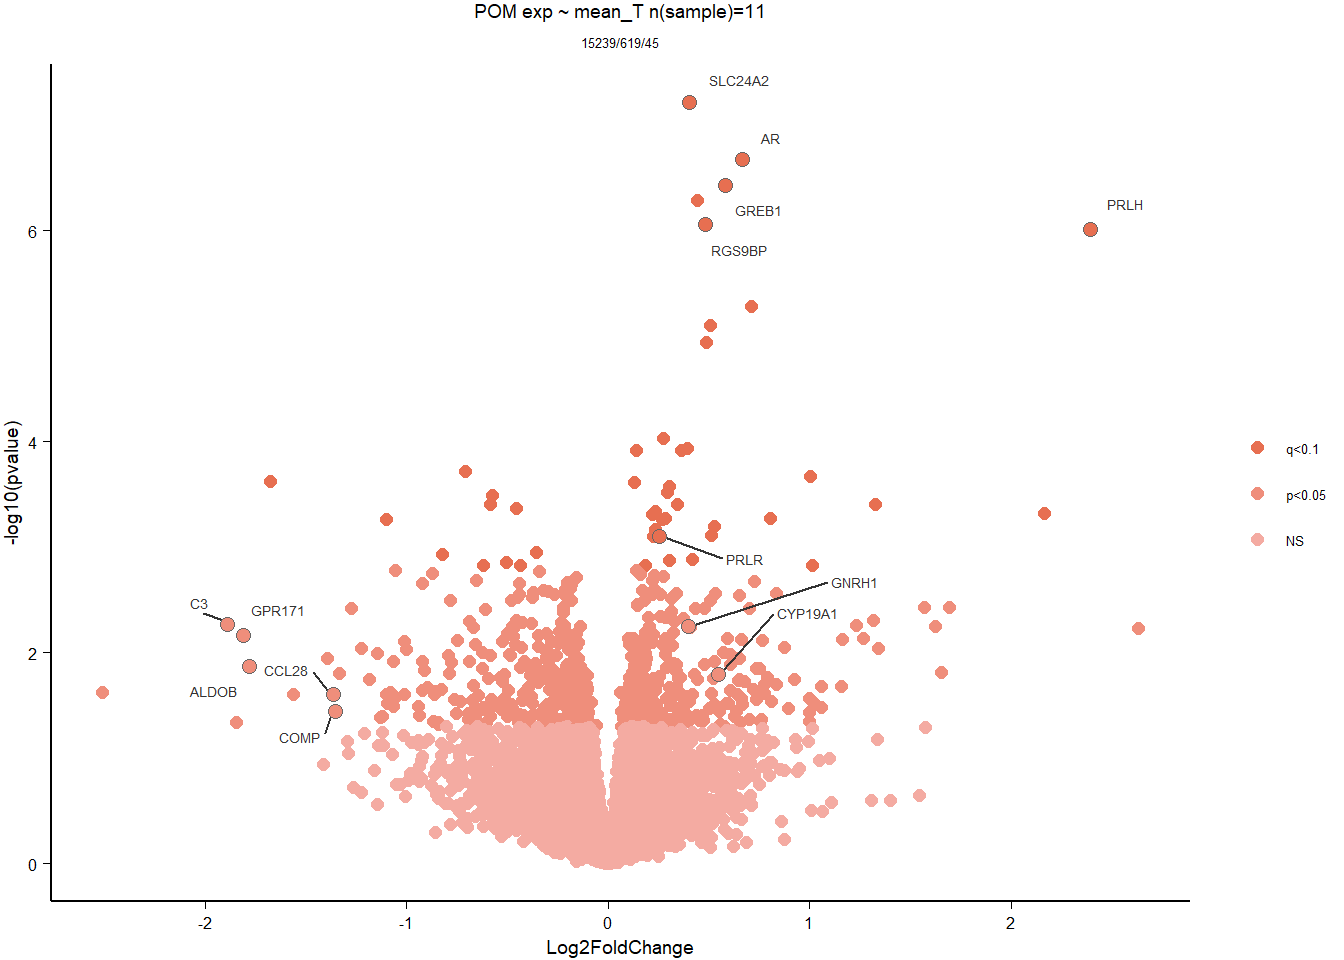 POM exp ~ mean_T n(sample)=11
15239/619/45
SLC24A2
AR
GREB1
PRLH
RGS9BP
PRLR
GNRH1
CYP19A1
C3
GPR171
CCL28
ALDOB
COMP
-log10(pvalue)
6
4
2
0
-2
-1
0
1
2
Log2FoldChange
q<0.1
p<0.05
NS